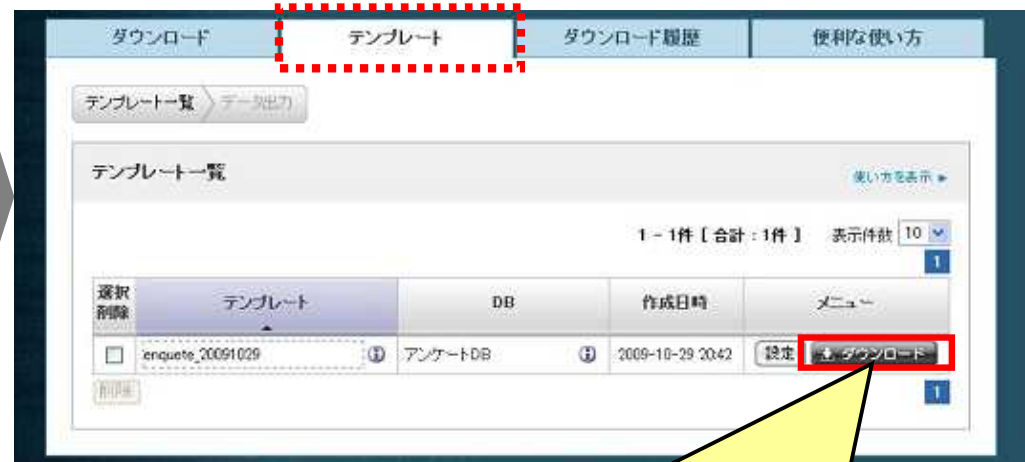 ダウンロード
テンプレート
ダウンロード履歴
便利な使い方
テンプレート一覧
データ出力
テンプレート一覧
使い方を表示
1 - 1件 [ 合計 : 1件 ] 表示件数 10
1
選択削除 テンプレート DB 作成日時 メニュー
enquete_20091029 アンケートDB 2009-10-29 20:42 設定 ダウンロード
削除
1